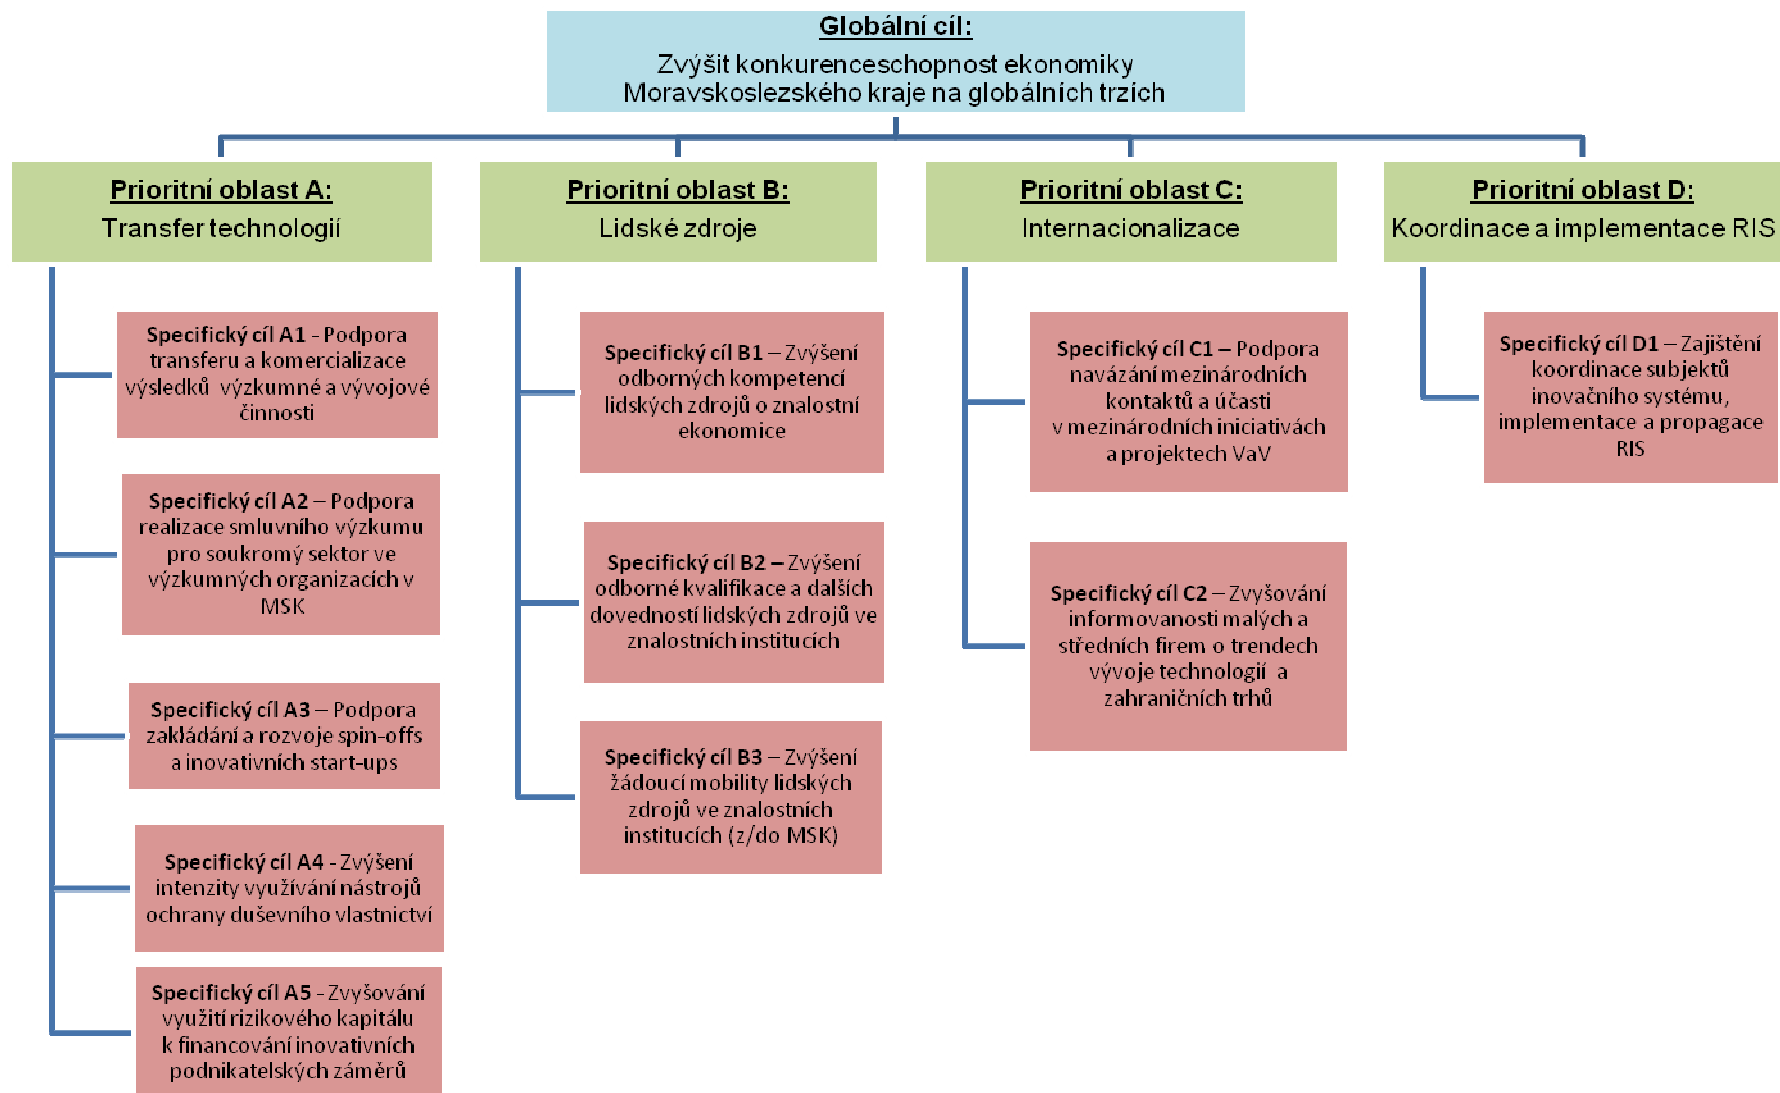 Globální cíl:
Zvýšit konkurenceschopnost ekonomiky
Moravskoslezského kraje na globálních trzích
Prioritní oblast A:
Transfer technologií
Specifický cíl A1 - Podpora
transferu a komercializace
výsledků výzkumné a vývojové
činnosti
Specifický cíl A2 – Podpora
realizace smluvního výzkumu
pro soukromý sektor ve
výzkumných organizacích v
MSK
Specifický cíl A3 – Podpora
zakládání a rozvoje spin-offs
a inovativních start-ups
Specifický cíl A4 - Zvýšení
intenzity využívání nástrojů
ochrany duševního vlastnictví
Specifický cíl A5 - Zvyšování
využití rizikového kapitálu
k financování inovativních
podnikatelských záměrů
Prioritní oblast B:
Lidské zdroje
Specifický cíl B1 – Zvýšení
odborných kompetencí
lidských zdrojů o znalostní
ekonomice
Specifický cíl B2 – Zvýšení
odborné kvalifikace a dalších
dovedností lidských zdrojů ve
znalostních institucích
Specifický cíl B3 – Zvýšení
žádoucí mobility lidských
zdrojů ve znalostních
institucích (z/do MSK)
Prioritní oblast C:
Internacionalizace
Specifický cíl C1 – Podpora
navázání mezinárodních
kontaktů a účasti
v mezinárodních iniciativách
a projektech VaV
Specifický cíl C2 – Zvyšování
informovanosti malých a
středních firem o trendech
vývoje technologií a
zahraničních trhů
Prioritní oblast D:
Koordinace a implementace RIS
Specifický cíl D1 – Zajištění
koordinace subjektů
inovačního systému,
implementace a propagace
RIS